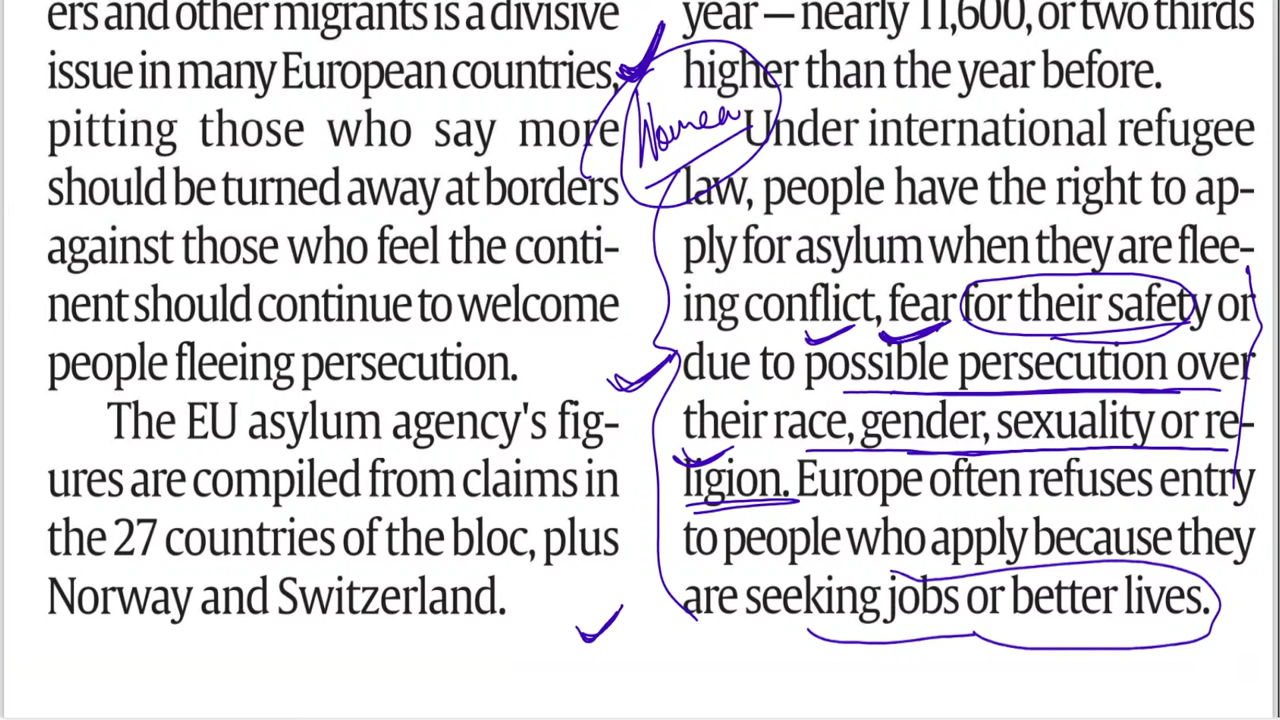 ers and other migrants is a divisive
issue in many European countries,
pitting those who say more
should be turned away at borders
against those who feel the conti-
nent should continue to welcome
people fleeing persecution.
The EU asylum agency's fig-
ures are compiled from claims in
the 27 countries of the bloc, plus
Norway and Switzerland.
year — nearly 11,600, or two thirds
higher than the year before.
Women
Under international refugee
law, people have the right to ap-
ply for asylum when they are flee-
ing conflict, fear for their safety or
due to possible persecution over
their race, gender, sexuality or re-
ligion. Europe often refuses entry
to people who apply because they
are seeking jobs or better lives.